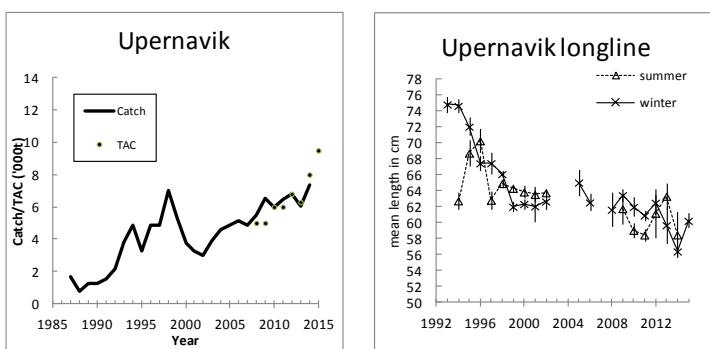 Upernavik
14
12
10
8
6
4
2
0
Catch
TAC
Catch/TAC ('000t)
1985 1990 1995 2000 2005 2010 2015
Year
Upernavik longline
summer
winter
78
76
74
72
70
68
66
64
62
60
58
56
54
52
50
mean length in cm
1992 1996 2000 2004 2008 2012